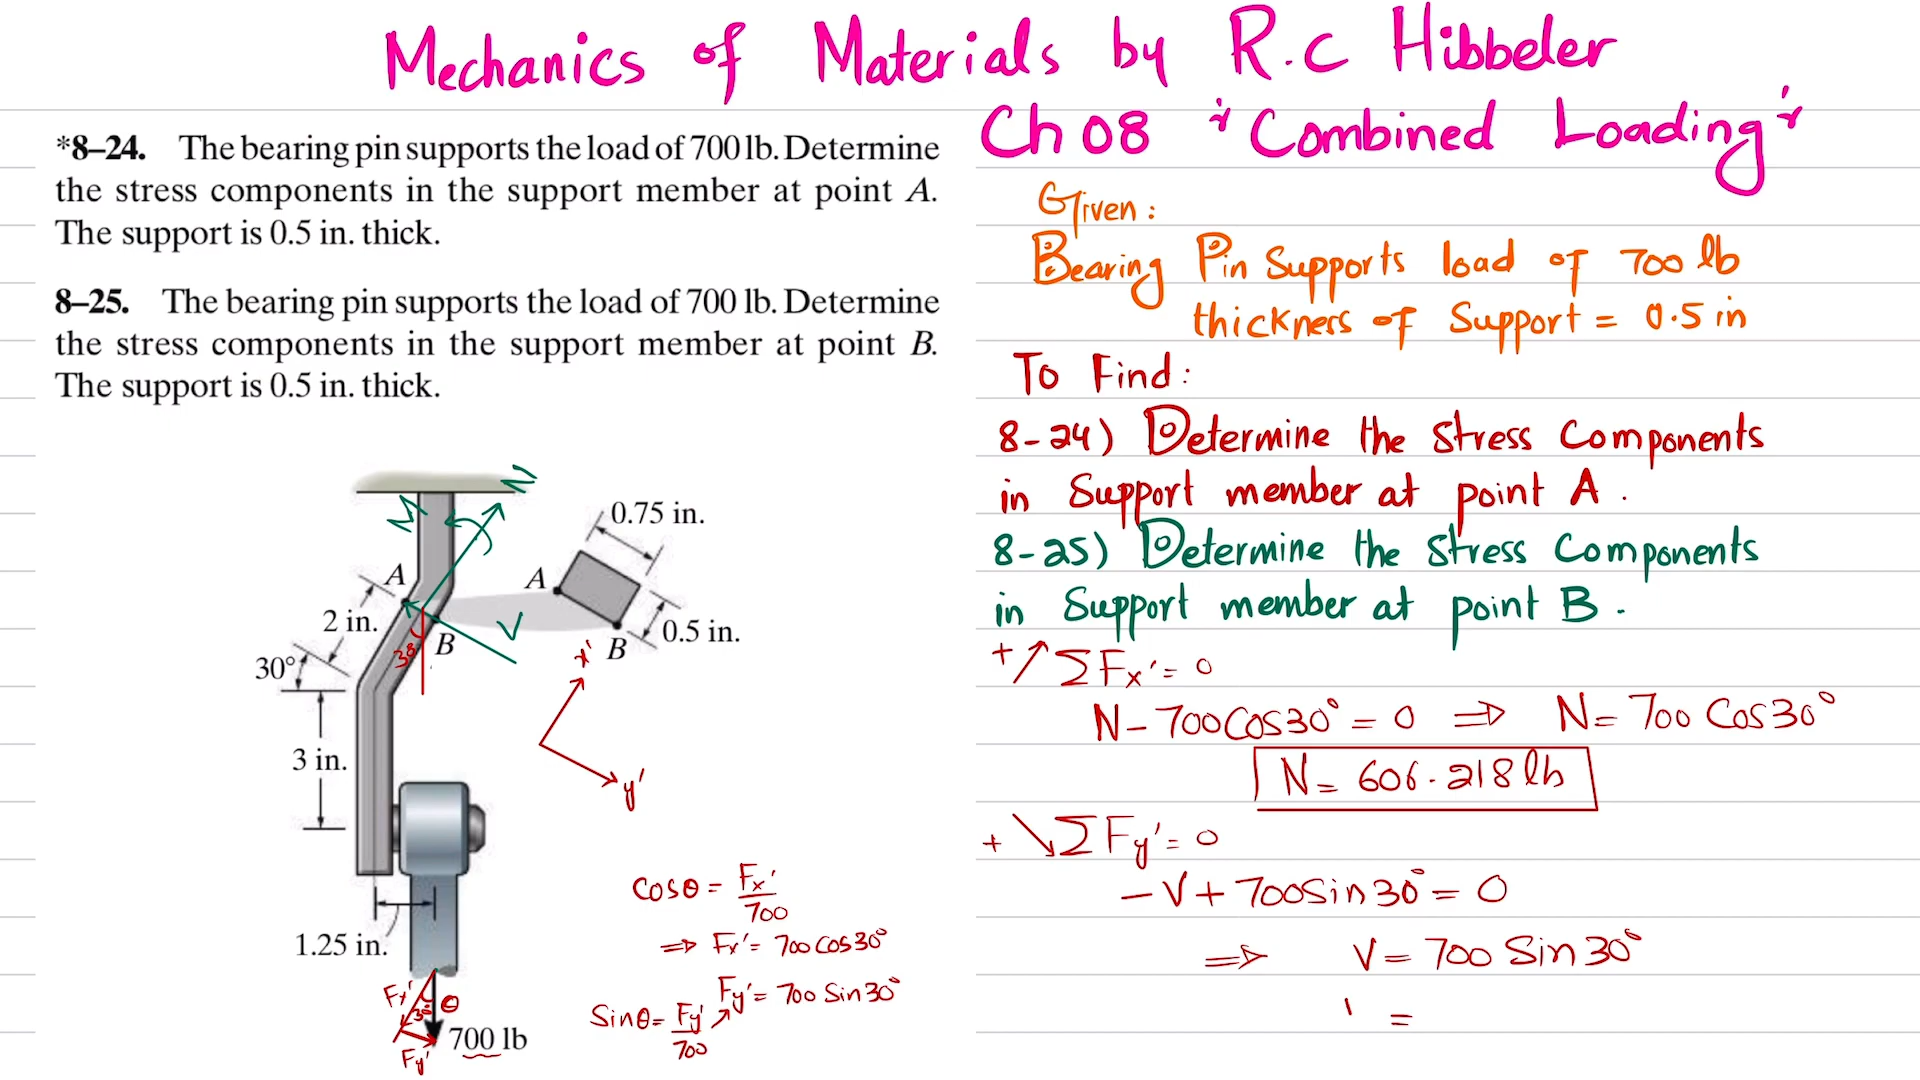 Mechanics of Materials by R.C Hibbeler
Ch 08 "Combined Loading"
*8–24. The bearing pin supports the load of 700 lb. Determine
the stress components in the support member at point A.
The support is 0.5 in. thick.
8–25. The bearing pin supports the load of 700 lb. Determine
the stress components in the support member at point B.
The support is 0.5 in. thick.
N
M
0.75 in.
A
A
2 in.
V
0.5 in.
B
B
30°
30°
x'
3 in.
y'
1.25 in.
Fx'
30°
θ
700 lb
Fy'
Cosθ = Fx'/700
⇒ Fx' = 700 Cos30°
Fy' = 700 Sin30°
Sinθ = Fy'/700
Given:
Bearing Pin Supports load of 700 lb
thickness of Support = 0.5 in
To Find:
8-24) Determine the Stress Components
in Support member at point A.
8-25) Determine the Stress Components
in Support member at point B.
+↗ ΣFx' = 0
N - 700Cos30° = 0 ⇒ N = 700 Cos30°
N = 606.218 lb
+ ↘ΣFy' = 0
-V + 700Sin30° = 0
⇒ V = 700 Sin30°
=